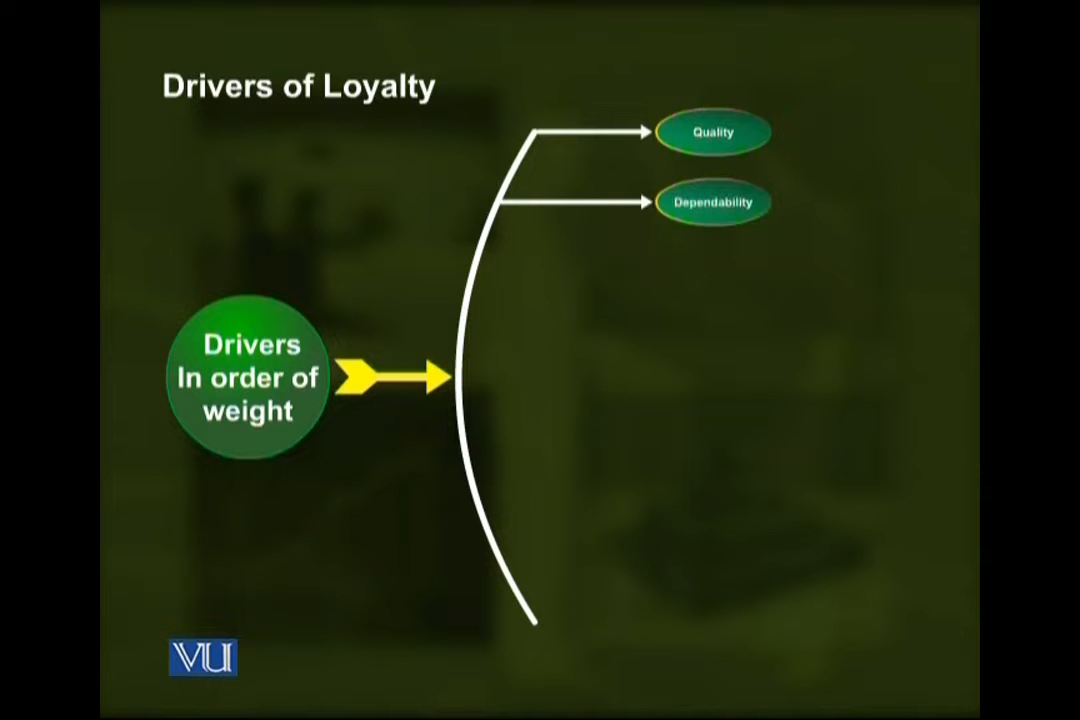 Drivers of Loyalty
Quality
Dependability
Drivers
In order of
weight
VU